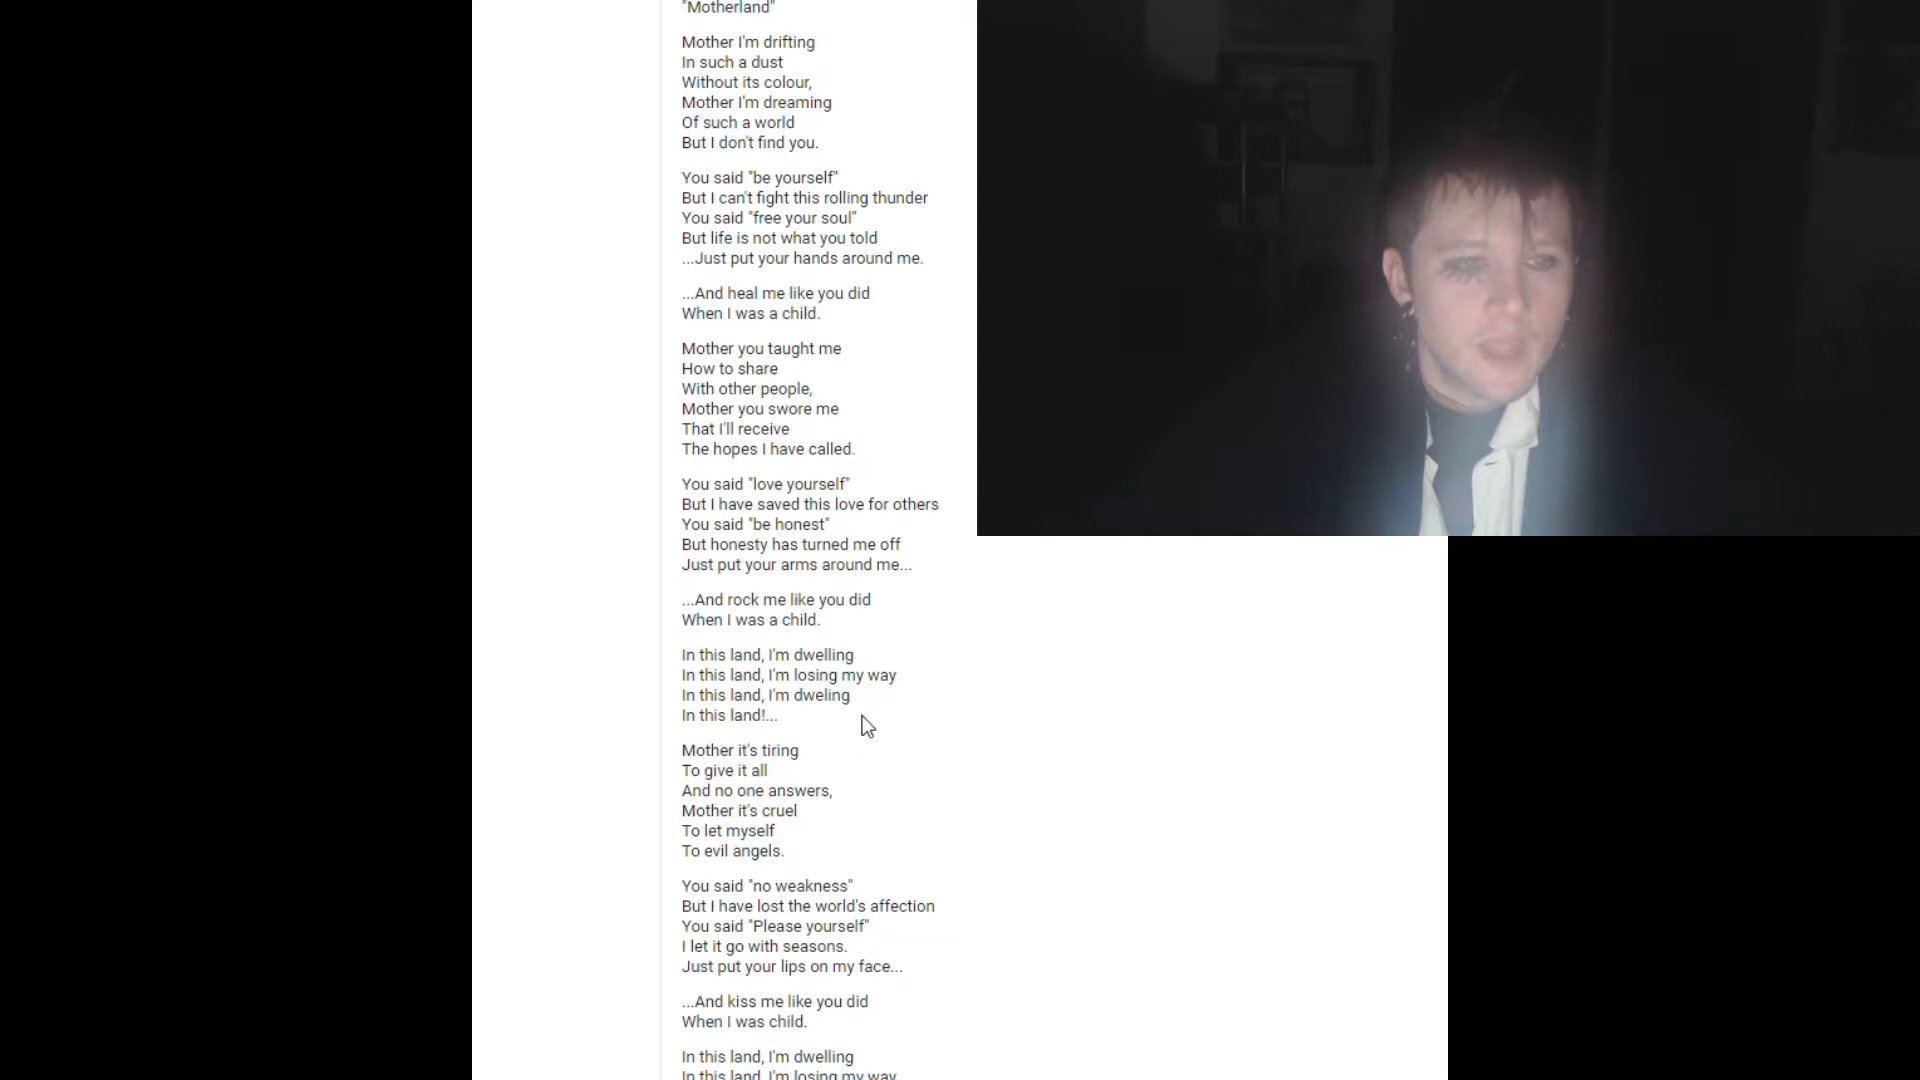 "Motherland"
Mother I'm drifting
In such a dust
Without its colour,
Mother I'm dreaming
Of such a world
But I don't find you.
You said "be yourself"
But I can't fight this rolling thunder
You said "free your soul"
But life is not what you told
...Just put your hands around me.
...And heal me like you did
When I was a child.
Mother you taught me
How to share
With other people,
Mother you swore me
That I'll receive
The hopes I have called.
You said "love yourself"
But I have saved this love for others
You said "be honest"
But honesty has turned me off
Just put your arms around me...
...And rock me like you did
When I was a child.
In this land, I'm dwelling
In this land, I'm losing my way
In this land, I'm dweling
In this land!...
Mother it's tiring
To give it all
And no one answers,
Mother it's cruel
To let myself
To evil angels.
You said "no weakness"
But I have lost the world's affection
You said "Please yourself"
I let it go with seasons.
Just put your lips on my face...
...And kiss me like you did
When I was child.
In this land, I'm dwelling
In this land, I'm losing my way